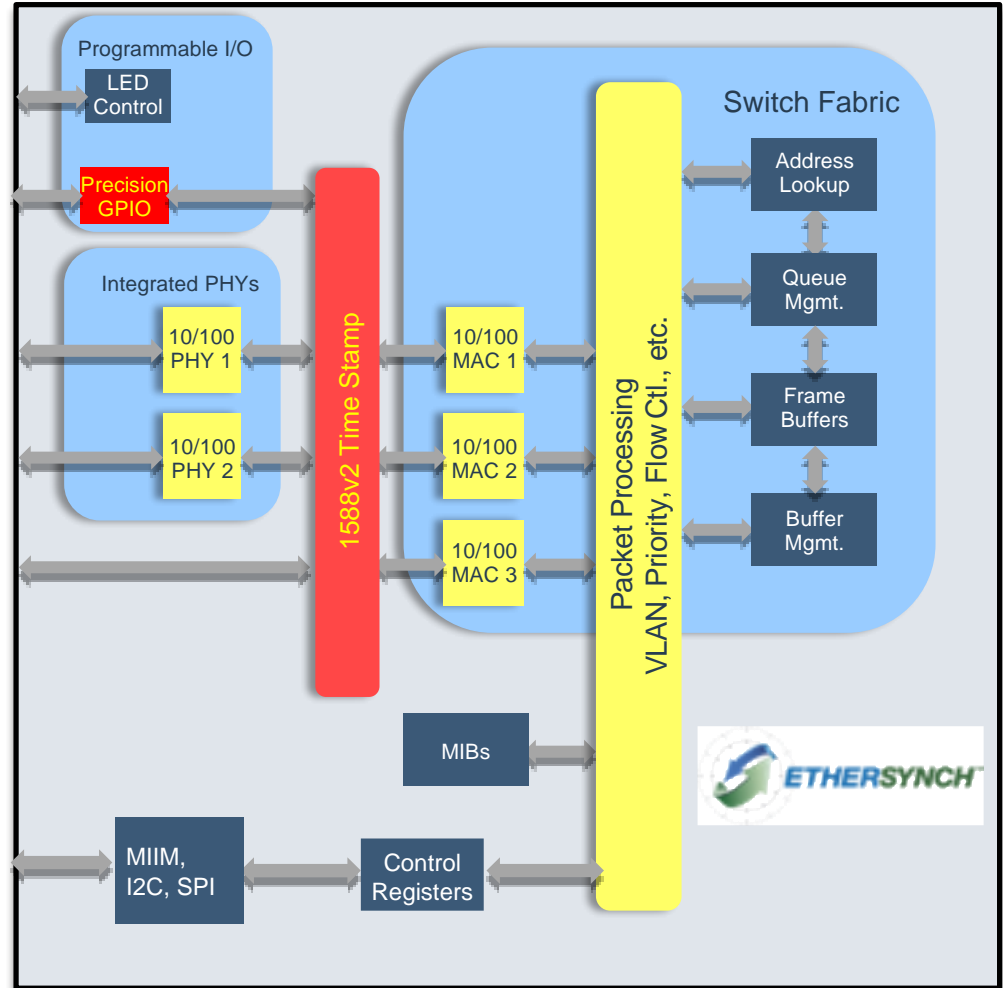 Programmable I/O
LED
Control
Precision
GPIO
Integrated PHYs
10/100
PHY 1
10/100
PHY 2
1588v2 Time Stamp
Switch Fabric
10/100
MAC 1
10/100
MAC 2
10/100
MAC 3
Packet Processing
VLAN, Priority, Flow Ctl., etc.
Address
Lookup
Queue
Mgmt.
Frame
Buffers
Buffer
Mgmt.
MIBs
ETHERSYNCH™
MIIM,
I2C, SPI
Control
Registers